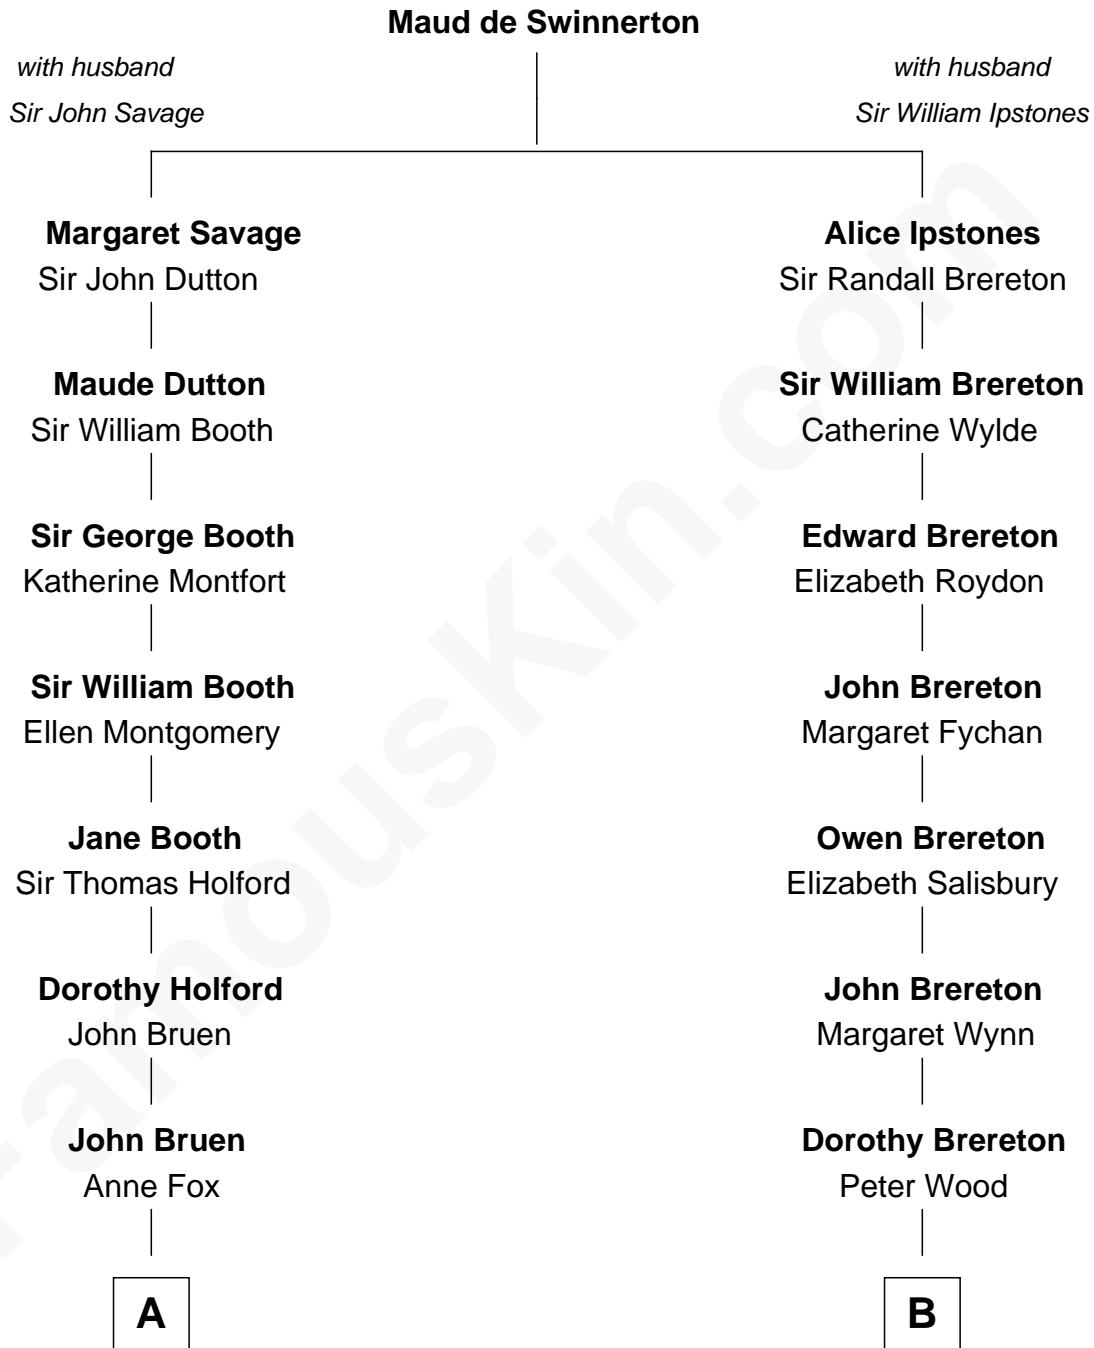 Maud de Swinnerton
with husband
Sir John Savage
with husband
Sir William Ipstones
Margaret Savage
Sir John Dutton
Maude Dutton
Sir William Booth
Sir George Booth
Katherine Montfort
Sir William Booth
Ellen Montgomery
Jane Booth
Sir Thomas Holford
Dorothy Holford
John Bruen
John Bruen
Anne Fox
A
Alice Ipstones
Sir Randall Brereton
Sir William Brereton
Catherine Wylde
Edward Brereton
Elizabeth Roydon
John Brereton
Margaret Fychan
Owen Brereton
Elizabeth Salisbury
John Brereton
Margaret Wynn
Dorothy Brereton
Peter Wood
B
FamousKin.com